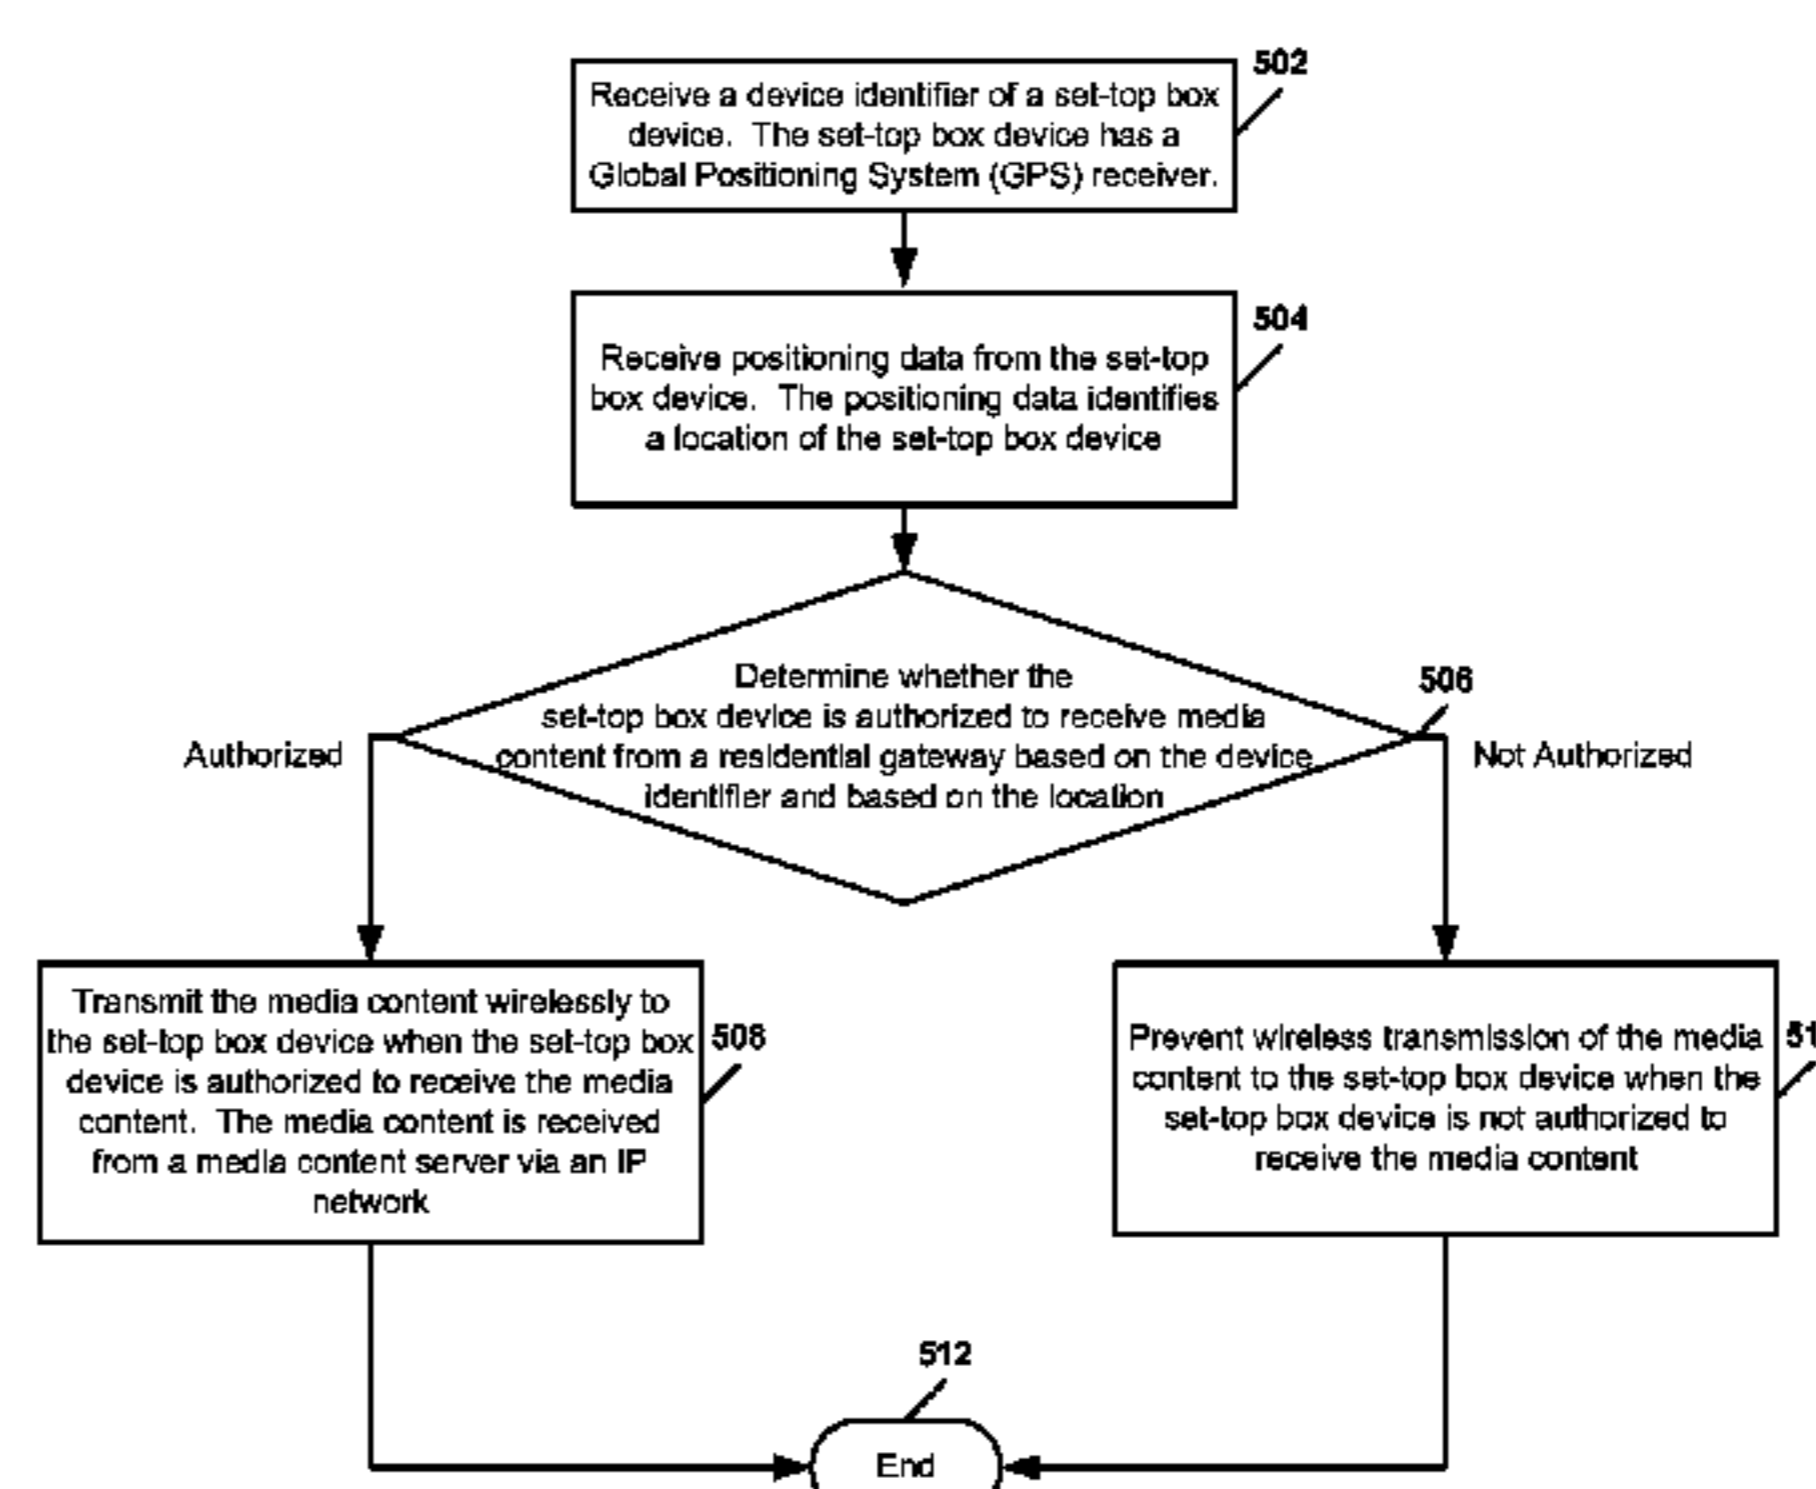 502
Receive a device identifier of a set-top box
device. The set-top box device has a
Global Positioning System (GPS) receiver.
504
Receive positioning data from the set-top
box device. The positioning data identifies
a location of the set-top box device
506
Determine whether the
set-top box device is authorized to receive media
content from a residential gateway based on the device
identifier and based on the location
Authorized
Not Authorized
Transmit the media content wirelessly to
the set-top box device when the set-top box
device is authorized to receive the media
content. The media content is received
from a media content server via an IP
network
508
Prevent wireless transmission of the media
content to the set-top box device when the
set-top box device is not authorized to
receive the media content
512
End